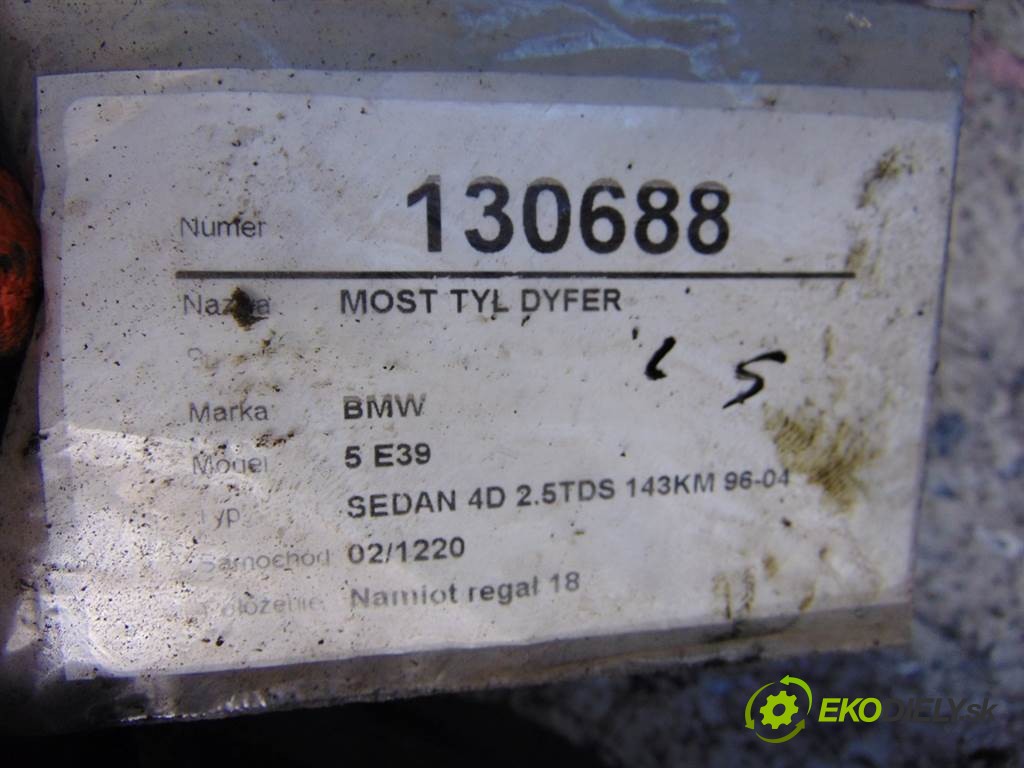 Numer 130688
Nazwa MOST TYL DYFER
5
Marka BMW
Model 5 E39
Typ SEDAN 4D 2.5TDS 143KM 96-04
Samochód 02/1220
Położenie Namiot regał 18
EKODIELY.sk